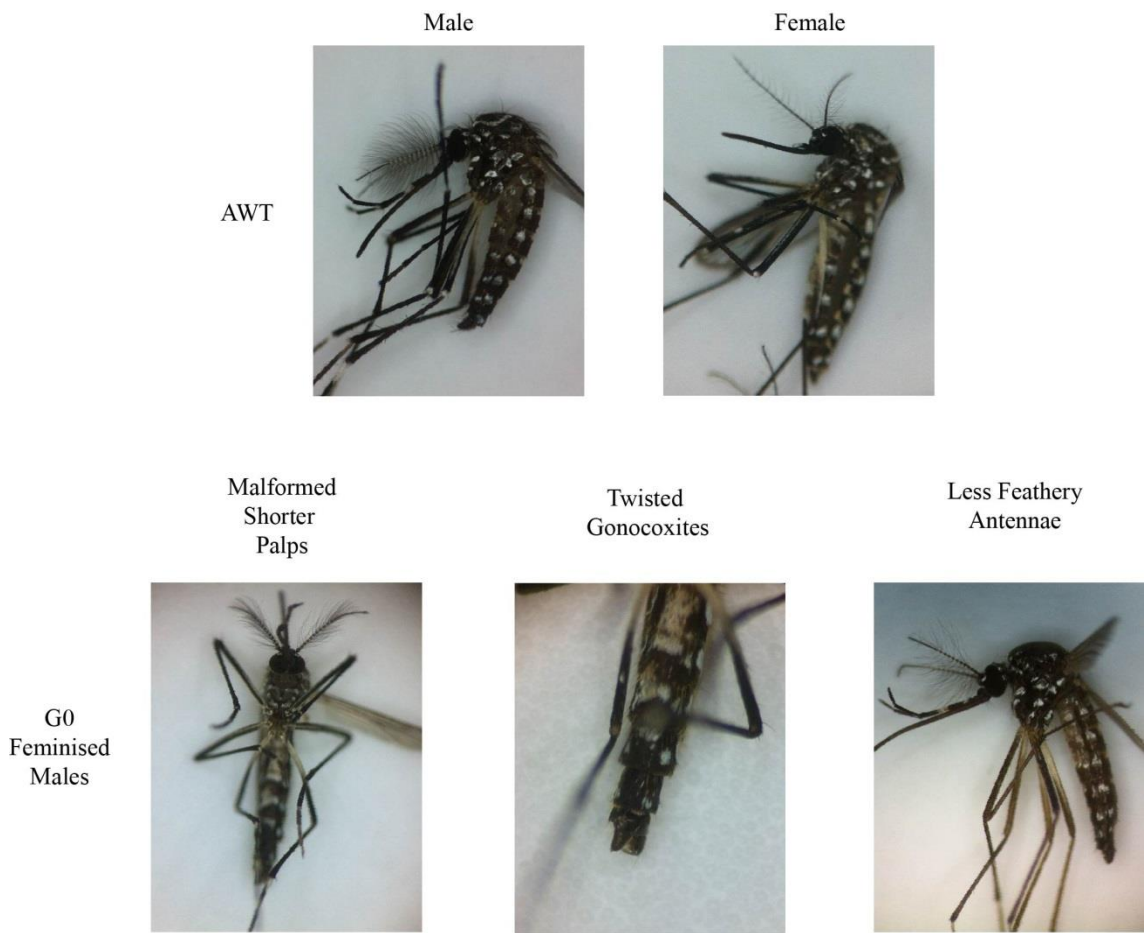 Male
Female
AWT
Malformed
Shorter
Palps
Twisted
Gonocoxites
Less Feathery
Antennae
G0
Feminised
Males